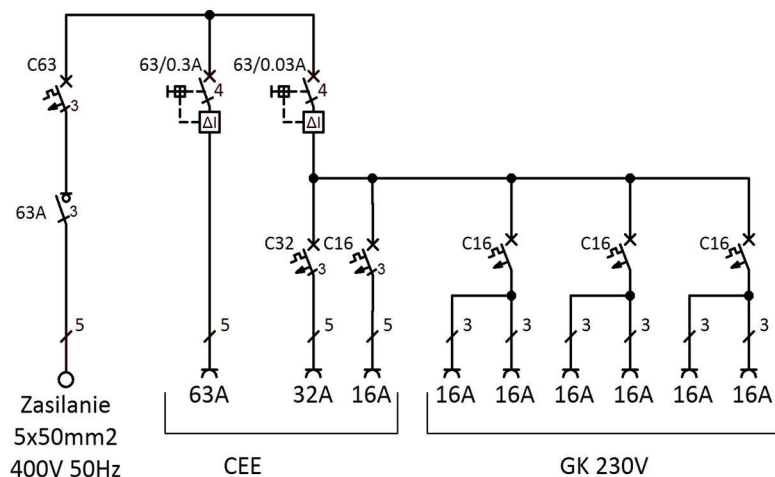 C63
63/0.3A
63/0.03A
3
4
4
ΔI
ΔI
63A
3
C32
C16
C16
C16
C16
3
3
5
5
5
5
3
3
3
3
3
3
63A
32A
16A
16A
16A
16A
16A
16A
16A
Zasilanie
5x50mm2
400V 50Hz
CEE
GK 230V